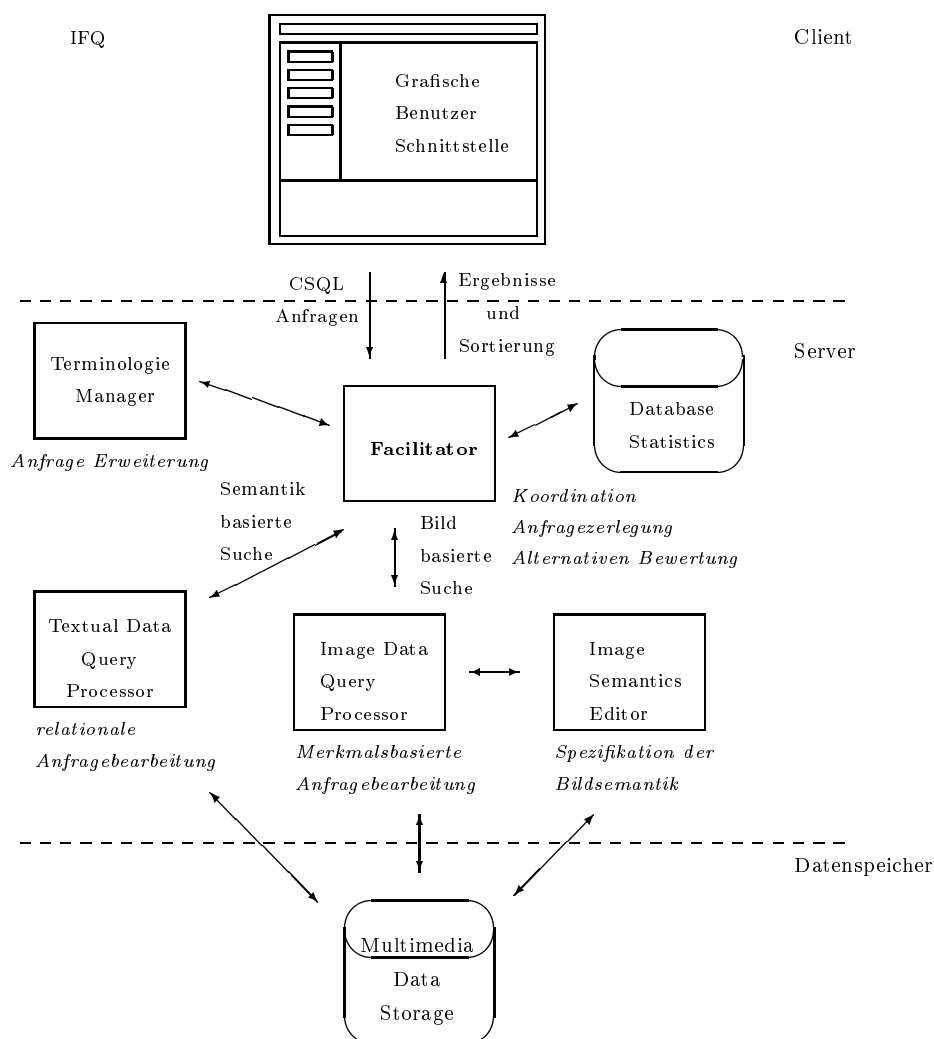 IFQ
Client
Grafische
Benutzer
Schnittstelle
CSQL
Anfragen
Ergebnisse
und
Sortierung
Server
Terminologie
Manager
Anfrage Erweiterung
Facilitator
Database
Statistics
Koordination
Anfragezerlegung
Alternativen Bewertung
Semantik
basierte
Suche
Bild
basierte
Suche
Textual Data
Query
Processor
relationale
Anfragebearbeitung
Image Data
Query
Processor
Merkmalsbasierte
Anfragebearbeitung
Image
Semantics
Editor
Spezifikation der
Bildsemantik
Datenspeicher
Multimedia
Data
Storage